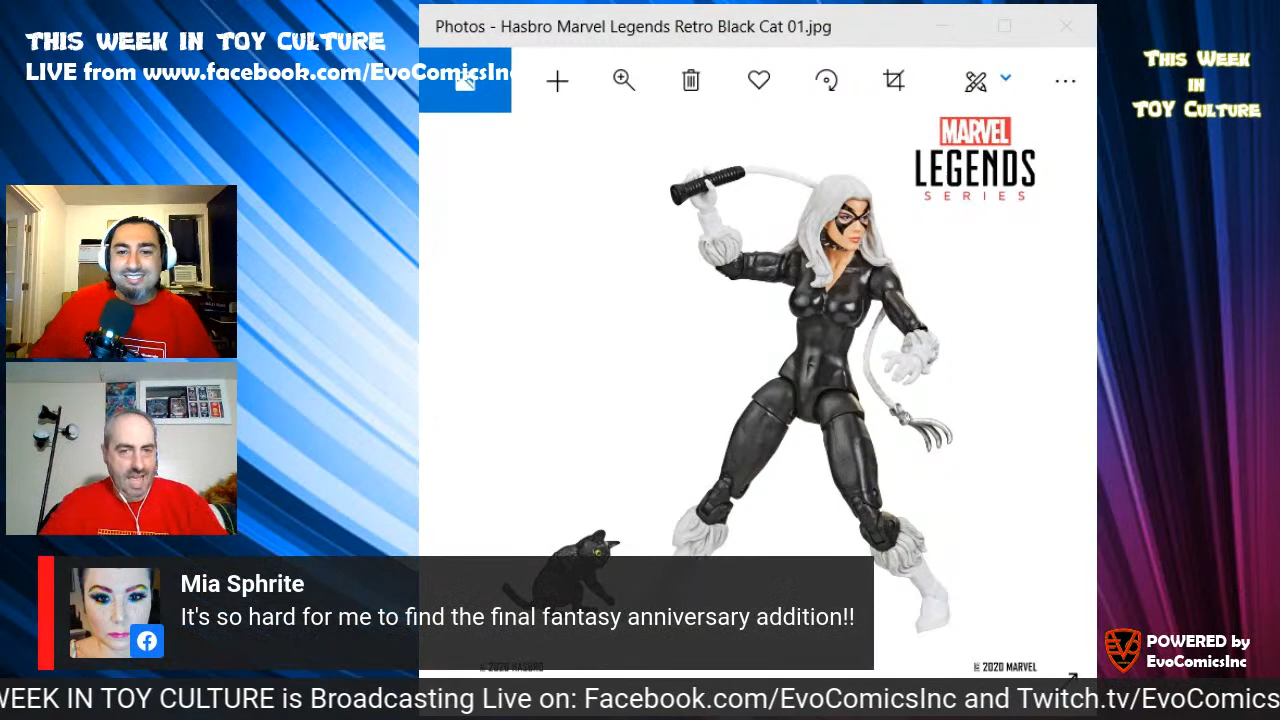 THIS WEEK IN TOY CULTURE
LIVE from www.facebook.com/EvoComicsInc
Photos - Hasbro Marvel Legends Retro Black Cat 01.jpg
MARVEL
LEGENDS
SERIES
THIS WEEK
IN
TOY CULTURE
Mia Sphrite
It's so hard for me to find the final fantasy anniversary addition!!
© 2020 HASBRO
© 2020 MARVEL
POWERED by
EvoComicsInc
WEEK IN TOY CULTURE is Broadcasting Live on: Facebook.com/EvoComicsInc and Twitch.tv/EvoComics